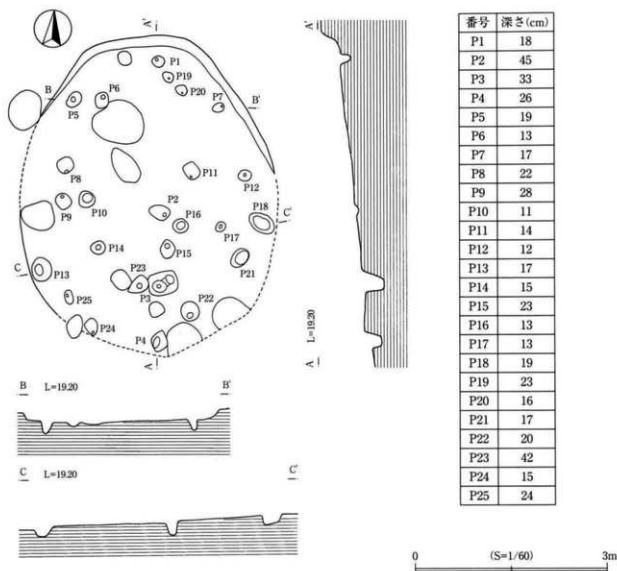 A'
P1
P19
P20
P6
P5
B
P7
B'
P8
P11
P12
P9
P10
P2
P16
P17
P18
C'
P14
P15
P21
C
P13
P23
P3
P25
P22
P24
P4
A
A'
L=19.20
A
B
L=19.20
B'
C
L=19.20
C'
番号 深さ(cm)
P1 18
P2 45
P3 33
P4 26
P5 19
P6 13
P7 17
P8 22
P9 28
P10 11
P11 14
P12 12
P13 17
P14 15
P15 23
P16 13
P17 13
P18 19
P19 23
P20 16
P21 17
P22 20
P23 42
P24 15
P25 24
0 (S=1/60) 3m